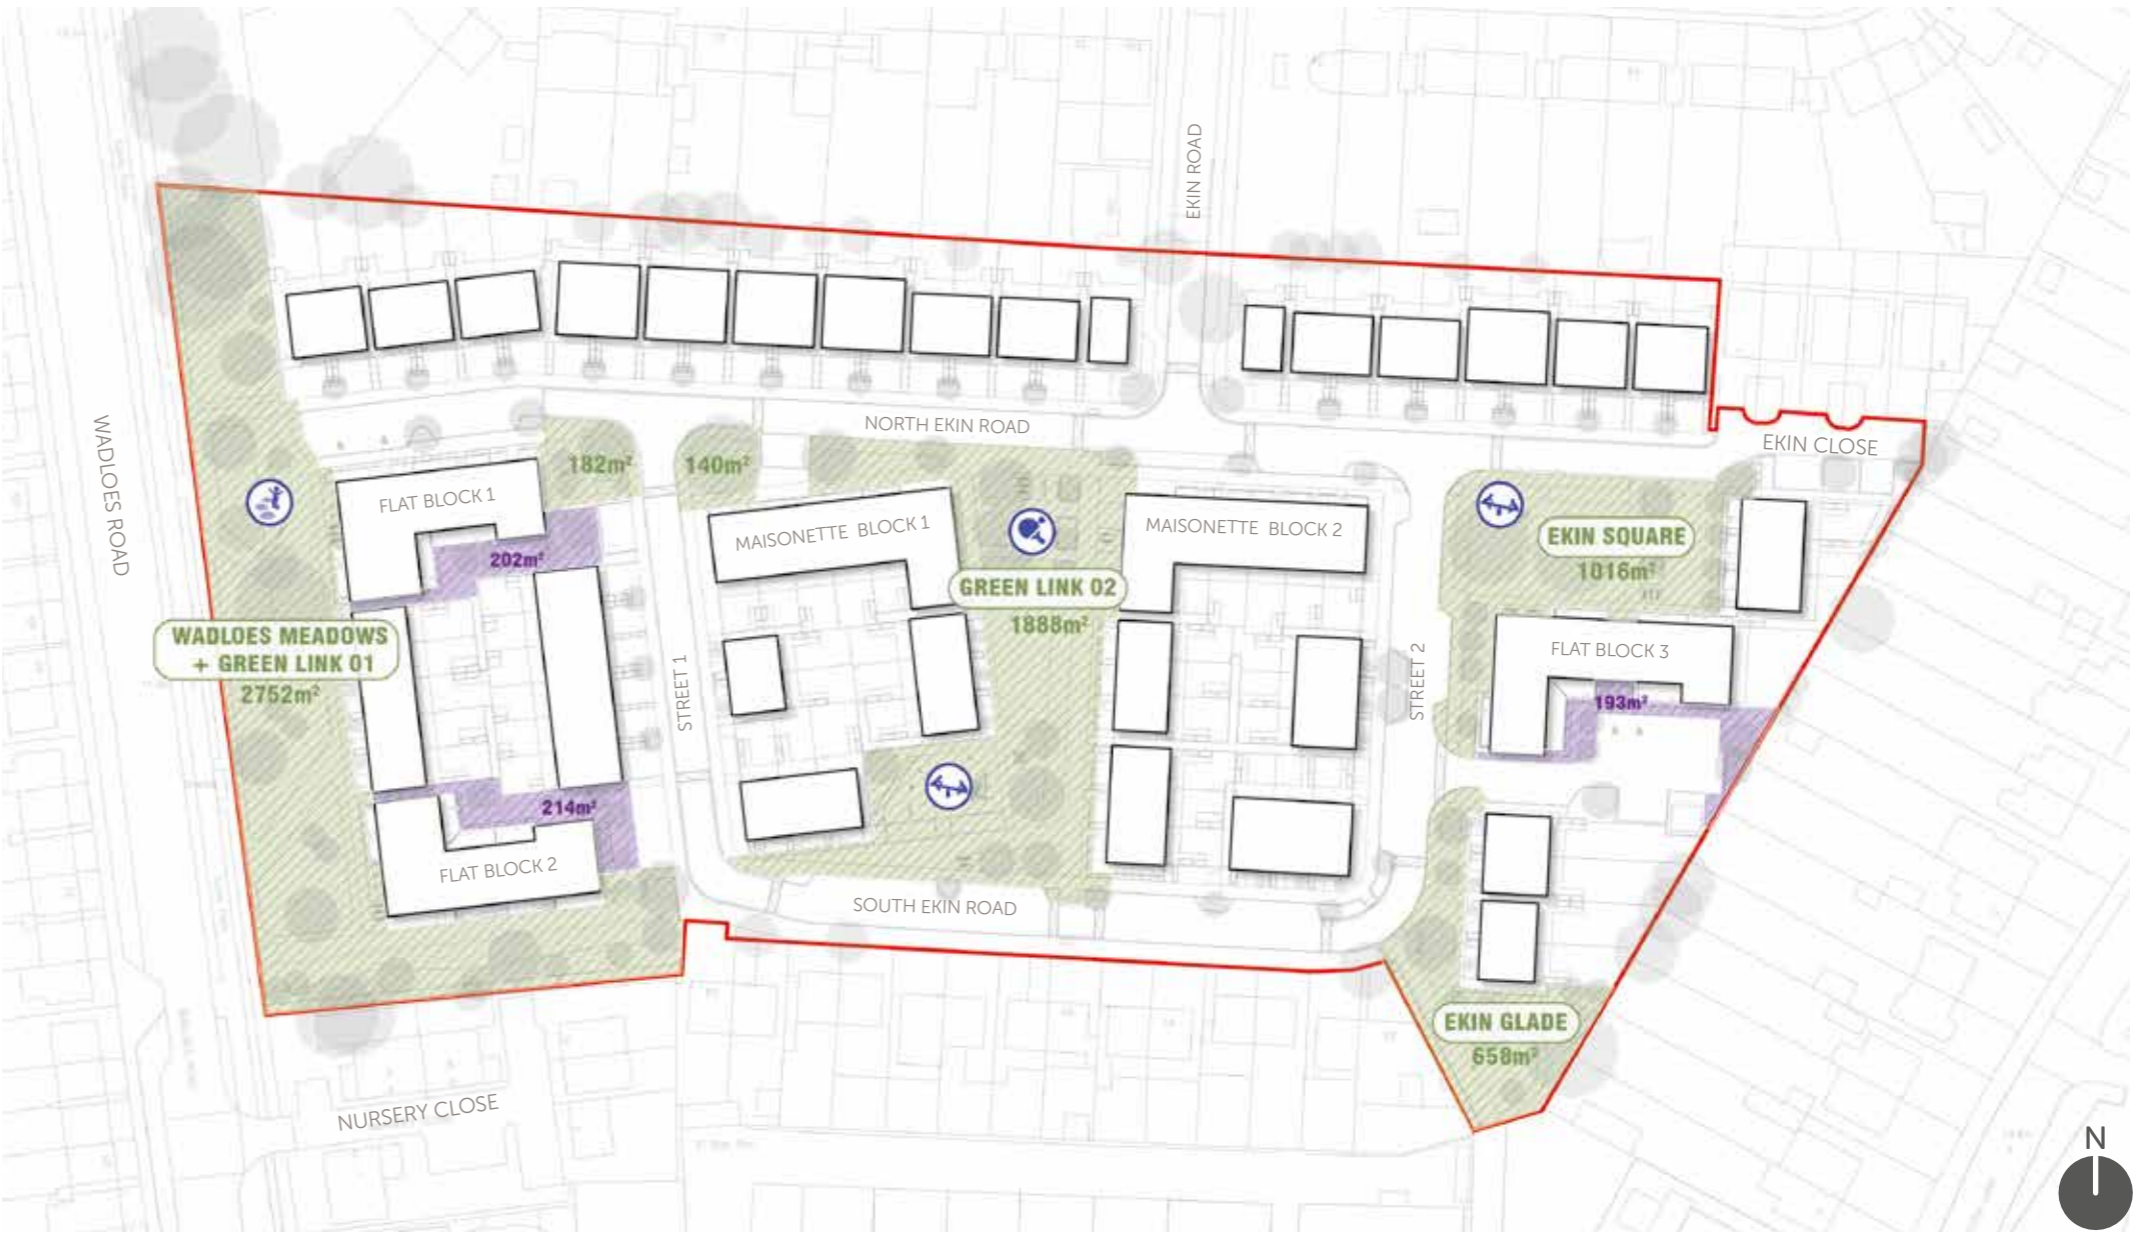 EKIN ROAD
WADLOES ROAD
NORTH EKIN ROAD
EKIN CLOSE
182m²
140m²
FLAT BLOCK 1
202m²
MAISONETTE BLOCK 1
MAISONETTE BLOCK 2
EKIN SQUARE
1016m²
GREEN LINK 02
1888m²
WADLOES MEADOWS
+ GREEN LINK 01
2752m²
STREET 1
STREET 2
FLAT BLOCK 3
193m²
214m²
FLAT BLOCK 2
SOUTH EKIN ROAD
EKIN GLADE
658m²
NURSERY CLOSE
N